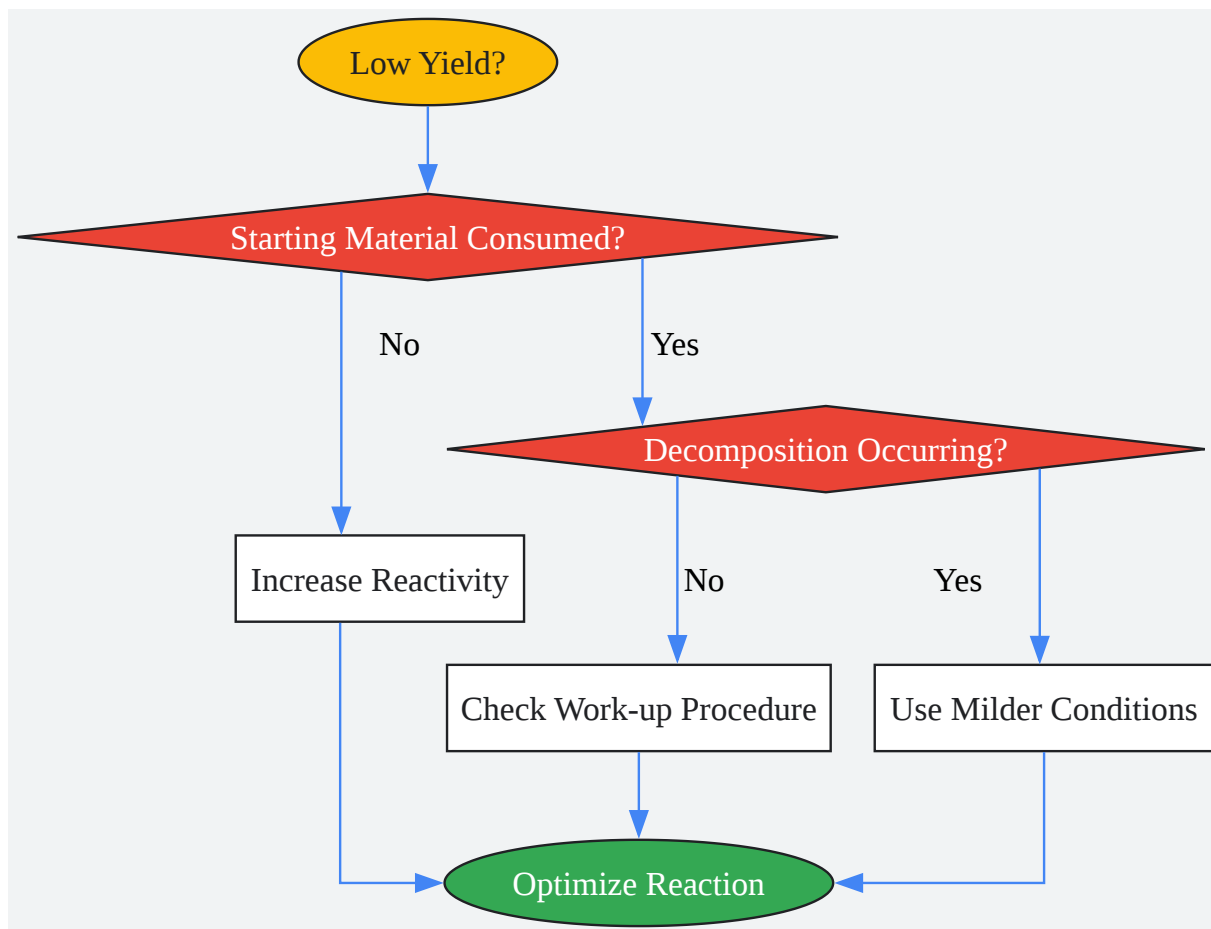 Low Yield?
Starting Material Consumed?
No
Yes
Decomposition Occurring?
Increase Reactivity
No
Yes
Check Work-up Procedure
Use Milder Conditions
Optimize Reaction